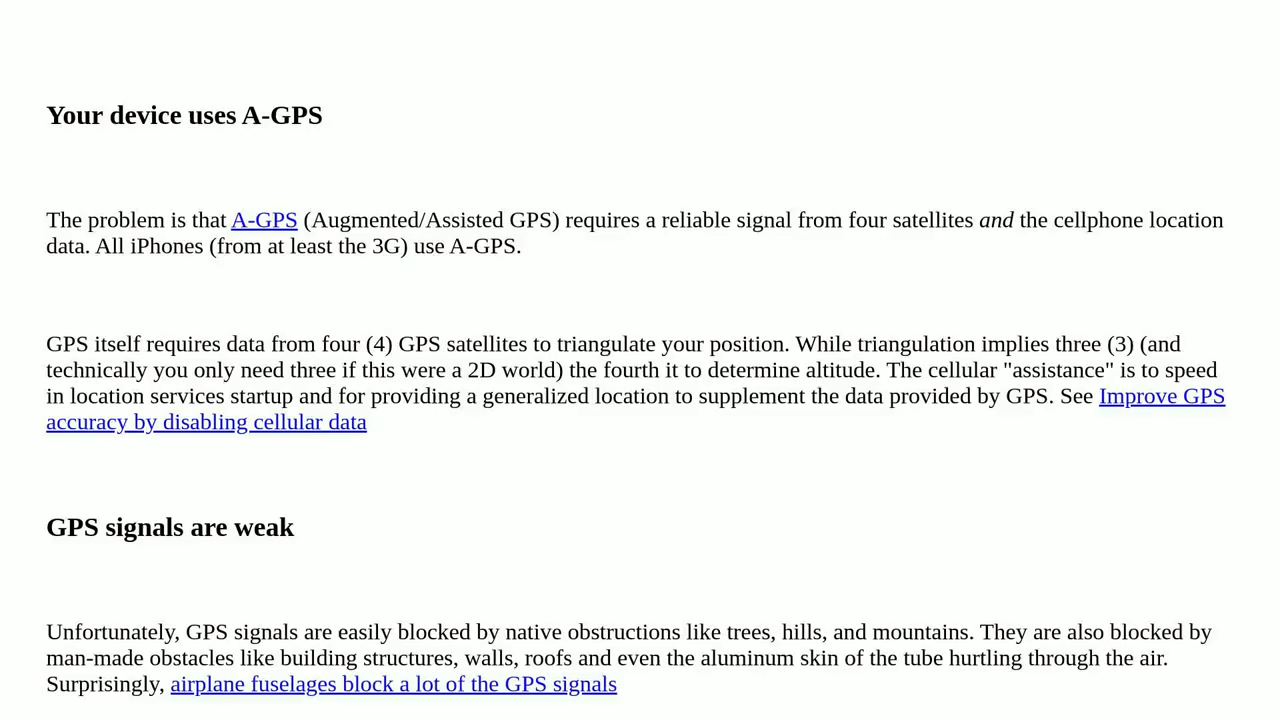 Your device uses A-GPS
The problem is that A-GPS (Augmented/Assisted GPS) requires a reliable signal from four satellites and the cellphone location
data. All iPhones (from at least the 3G) use A-GPS.
GPS itself requires data from four (4) GPS satellites to triangulate your position. While triangulation implies three (3) (and
technically you only need three if this were a 2D world) the fourth it to determine altitude. The cellular "assistance" is to speed
in location services startup and for providing a generalized location to supplement the data provided by GPS. See Improve GPS
accuracy by disabling cellular data
GPS signals are weak
Unfortunately, GPS signals are easily blocked by native obstructions like trees, hills, and mountains. They are also blocked by
man-made obstacles like building structures, walls, roofs and even the aluminum skin of the tube hurtling through the air.
Surprisingly, airplane fuselages block a lot of the GPS signals